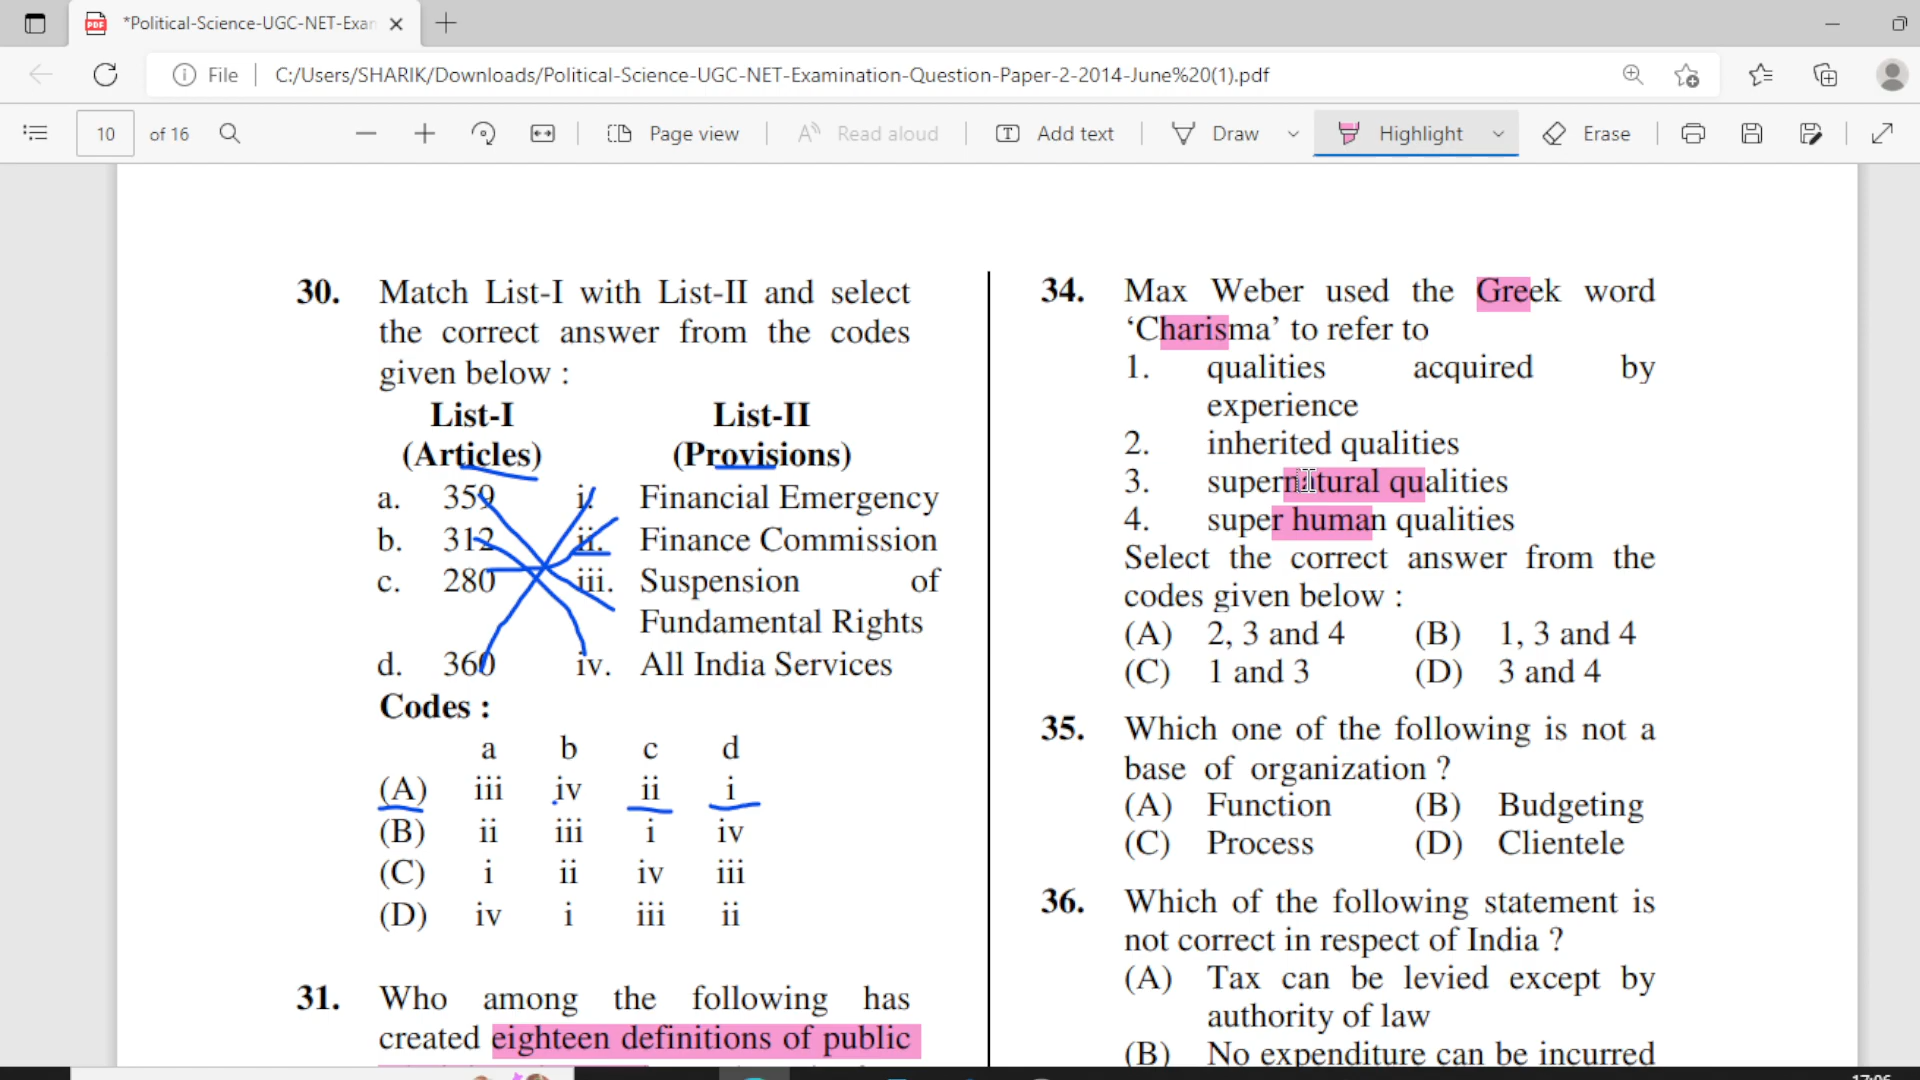 *Political-Science-UGC-NET-Exam
File
C:/Users/SHARIK/Downloads/Political-Science-UGC-NET-Examination-Question-Paper-2-2014-June%20(1).pdf
10 of 16
Page view
Read aloud
Add text
Draw
Highlight
Erase
30. Match List-I with List-II and select
the correct answer from the codes
given below :
List-I List-II
(Articles) (Provisions)
a. 359 i. Financial Emergency
b. 312 ii. Finance Commission
c. 280 iii. Suspension of
Fundamental Rights
d. 360 iv. All India Services
Codes :
a b c d
(A) iii iv ii i
(B) ii iii i iv
(C) i ii iv iii
(D) iv i iii ii
31. Who among the following has
created eighteen definitions of public
34. Max Weber used the Greek word
‘Charisma’ to refer to
1. qualities acquired by
experience
2. inherited qualities
3. supernatural qualities
4. super human qualities
Select the correct answer from the
codes given below :
(A) 2, 3 and 4 (B) 1, 3 and 4
(C) 1 and 3 (D) 3 and 4
35. Which one of the following is not a
base of organization ?
(A) Function (B) Budgeting
(C) Process (D) Clientele
36. Which of the following statement is
not correct in respect of India ?
(A) Tax can be levied except by
authority of law
(B) No expenditure can be incurred